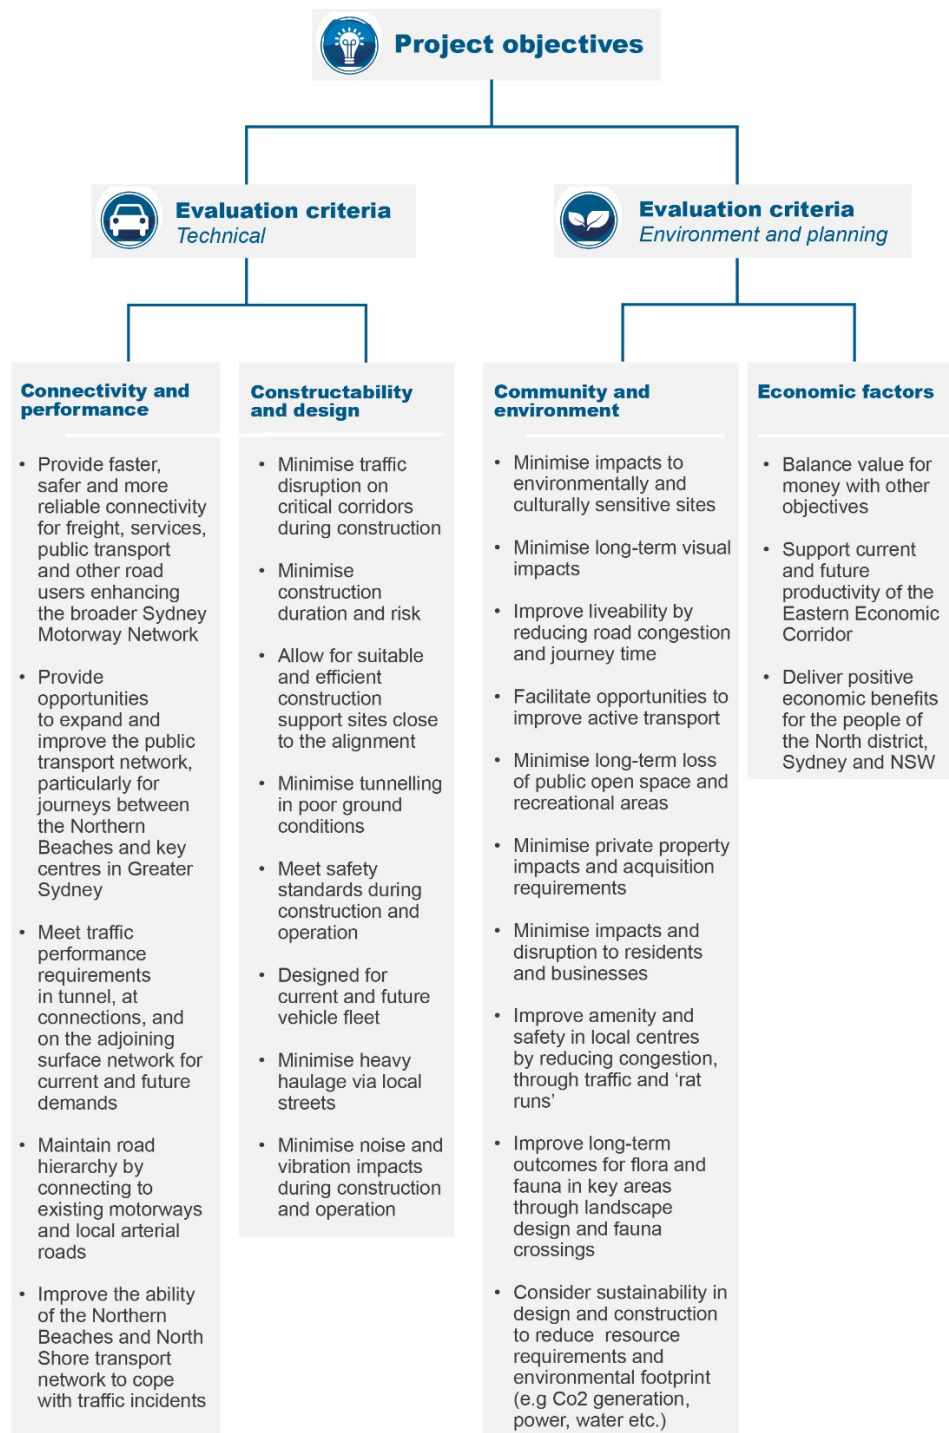 Project objectives
Evaluation criteria
Technical
Evaluation criteria
Environment and planning
Connectivity and
performance
• Provide faster,
safer and more
reliable connectivity
for freight, services,
public transport
and other road
users enhancing
the broader Sydney
Motorway Network
• Provide
opportunities
to expand and
improve the public
transport network,
particularly for
journeys between
the Northern
Beaches and key
centres in Greater
Sydney
• Meet traffic
performance
requirements
in tunnel, at
connections, and
on the adjoining
surface network for
current and future
demands
• Maintain road
hierarchy by
connecting to
existing motorways
and local arterial
roads
• Improve the ability
of the Northern
Beaches and North
Shore transport
network to cope
with traffic incidents
Constructability
and design
• Minimise traffic
disruption on
critical corridors
during construction
• Minimise
construction
duration and risk
• Allow for suitable
and efficient
construction
support sites close
to the alignment
• Minimise tunnelling
in poor ground
conditions
• Meet safety
standards during
construction and
operation
• Designed for
current and future
vehicle fleet
• Minimise heavy
haulage via local
streets
• Minimise noise and
vibration impacts
during construction
and operation
Community and
environment
• Minimise impacts to
environmentally and
culturally sensitive
sites
• Minimise long-term visual
impacts
• Improve liveability by
reducing road congestion
and journey time
• Facilitate opportunities to
improve active transport
• Minimise long-term loss
of public open space and
recreational areas
• Minimise private property
impacts and acquisition
requirements
• Minimise impacts and
disruption to residents
and businesses
• Improve amenity and
safety in local centres
by reducing congestion,
through traffic and ‘rat
runs’
• Improve long-term
outcomes for flora and
fauna in key areas
through landscape
design and fauna
crossings
• Consider sustainability in
design and construction
to reduce resource
requirements and
environmental footprint
(e.g Co2 generation,
power, water etc.)
Economic factors
• Balance value for
money with other
objectives
• Support current
and future
productivity of the
Eastern Economic
Corridor
• Deliver positive
economic benefits
for the people of
the North district,
Sydney and NSW